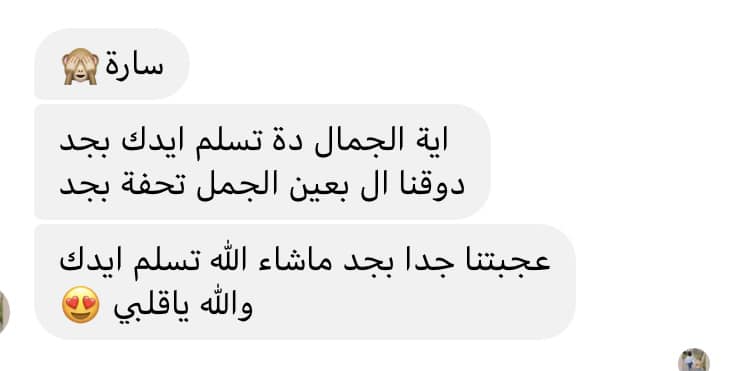 سارة🙈
اية الجمال دة تسلم ايدك بجد
دوقنا ال بعين الجمل تحفة بجد
عجبتنا جدا بجد ماشاء الله تسلم ايدك
والله ياقلبي 😍